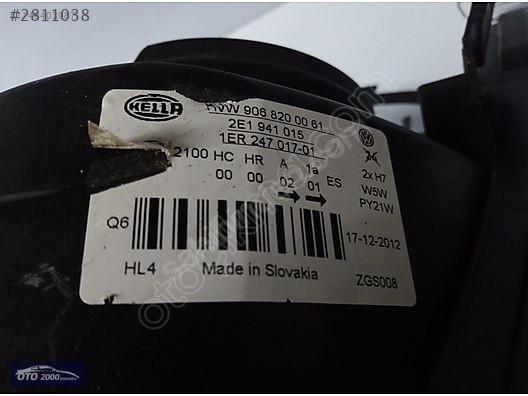 #2811038
HELLA
906 820 00 61
2E1 941 015
1ER 247 017-01
2100 HC HR A 1a
00 00 02 01 ES
24
2x H7
W5W
PY21W
Q6
17-12-2012
HL4
Made in Slovakia
ZGS008
OTO 2000